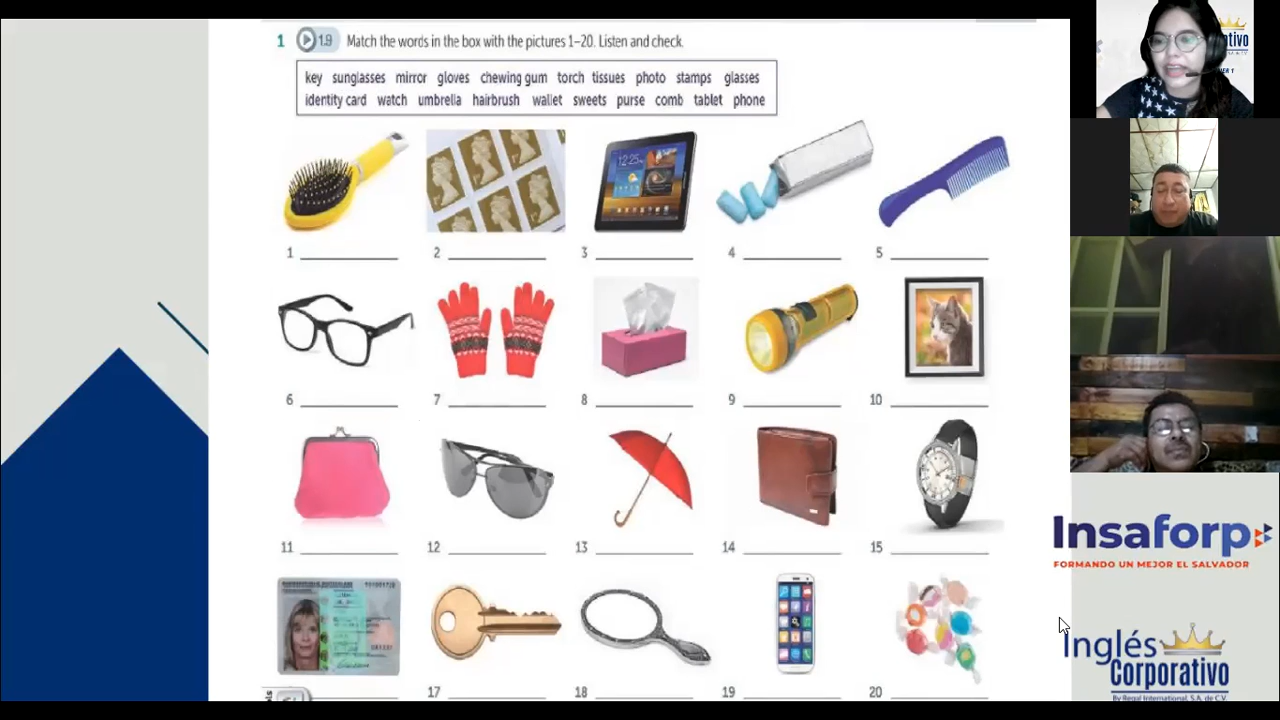 1 1.9 Match the words in the box with the pictures 1–20. Listen and check.
key sunglasses mirror gloves chewing gum torch tissues photo stamps glasses
identity card watch umbrella hairbrush wallet sweets purse comb tablet phone
12:25
1 2 3 4 5
6 7 8 9 10
11 12 13 14 15
17 18 19 20
Insaforp
FORMANDO UN MEJOR EL SALVADOR
Inglés
Corporativo
By Regal International, S.A. de C.V.